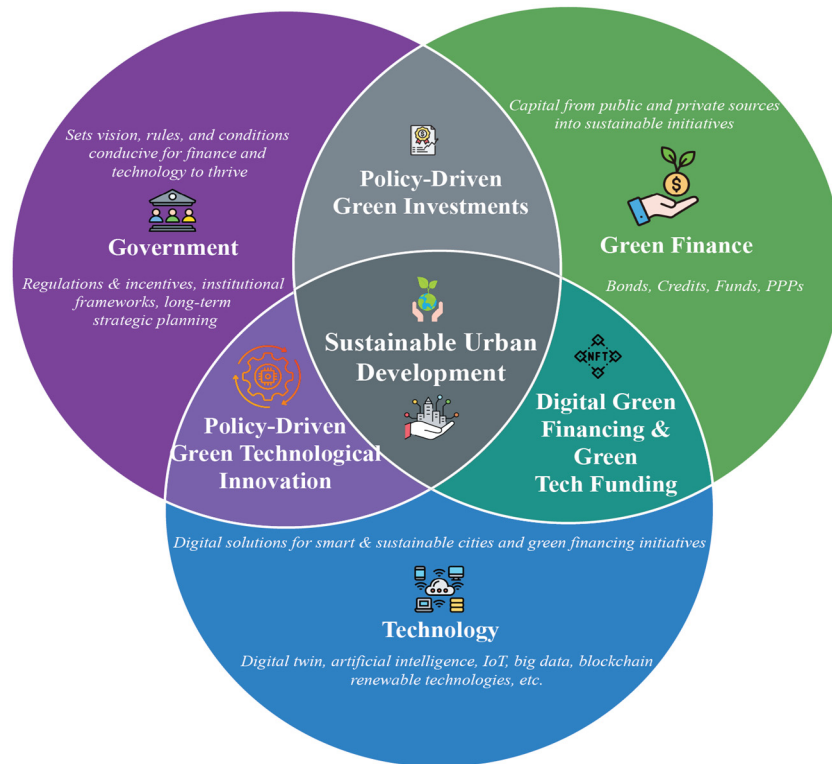 Sets vision, rules, and conditions
conducive for finance and
technology to thrive
Government
Regulations & incentives, institutional
frameworks, long-term
strategic planning
Policy-Driven
Green Investments
Capital from public and private sources
into sustainable initiatives
$
Green Finance
Bonds, Credits, Funds, PPPs
Sustainable Urban
Development
Policy-Driven
Green Technological
Innovation
NFT
Digital Green
Financing &
Green
Tech Funding
Digital solutions for smart & sustainable cities and green financing initiatives
Technology
Digital twin, artificial intelligence, IoT, big data, blockchain
renewable technologies, etc.